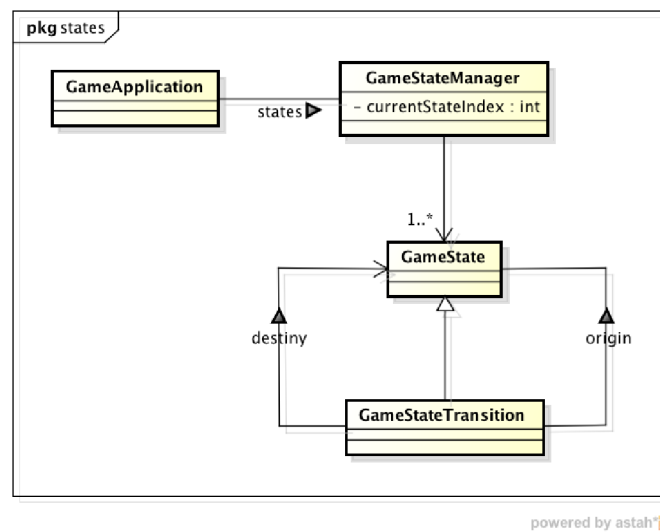 pkg states
GameApplication
GameStateManager
- currentStateIndex : int
states
1..*
GameState
destiny
origin
GameStateTransition
powered by astah*